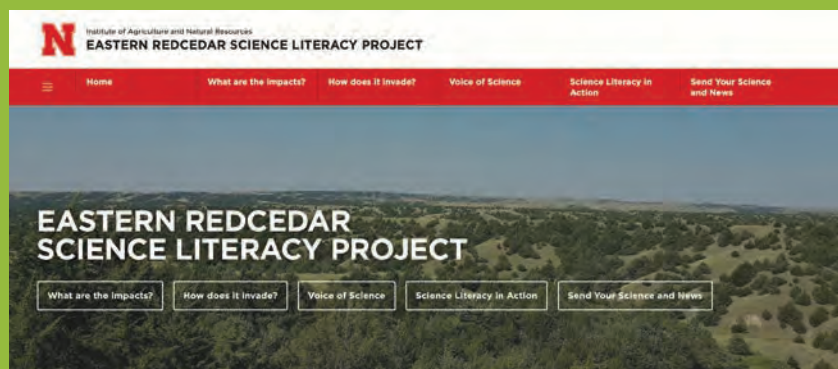 N
Institute of Agriculture and Natural Resources
EASTERN REDCEDAR SCIENCE LITERACY PROJECT
Home
What are the impacts?
How does it invade?
Voice of Science
Science Literacy in
Action
Send Your Science
and News
EASTERN REDCEDAR
SCIENCE LITERACY PROJECT
What are the impacts?
How does it invade?
Voice of Science
Science Literacy in Action
Send Your Science and News